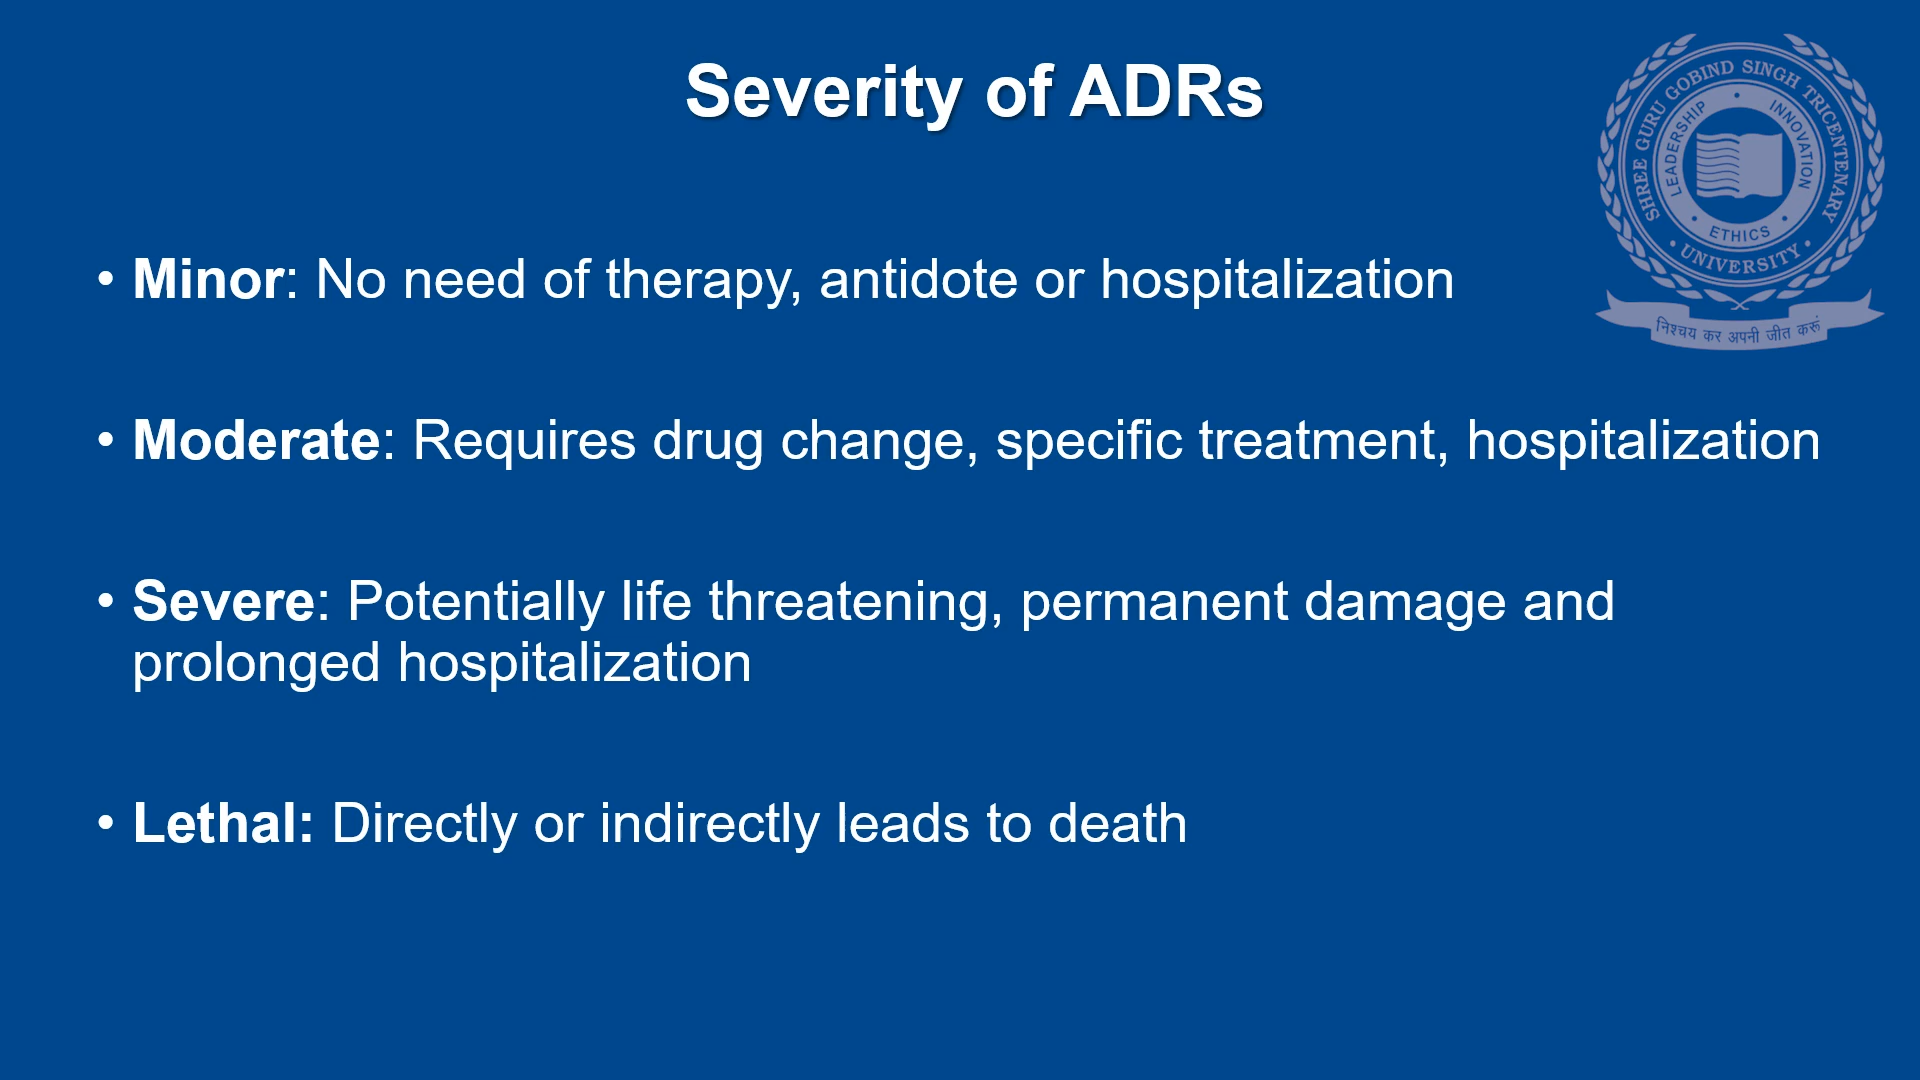 Severity of ADRs
SHREE GURU GOBIND SINGH TRICENTENARY
UNIVERSITY
LEADERSHIP
INNOVATION
ETHICS
निश्चय कर अपनी जीत करूं
• Minor: No need of therapy, antidote or hospitalization
• Moderate: Requires drug change, specific treatment, hospitalization
• Severe: Potentially life threatening, permanent damage and
prolonged hospitalization
• Lethal: Directly or indirectly leads to death